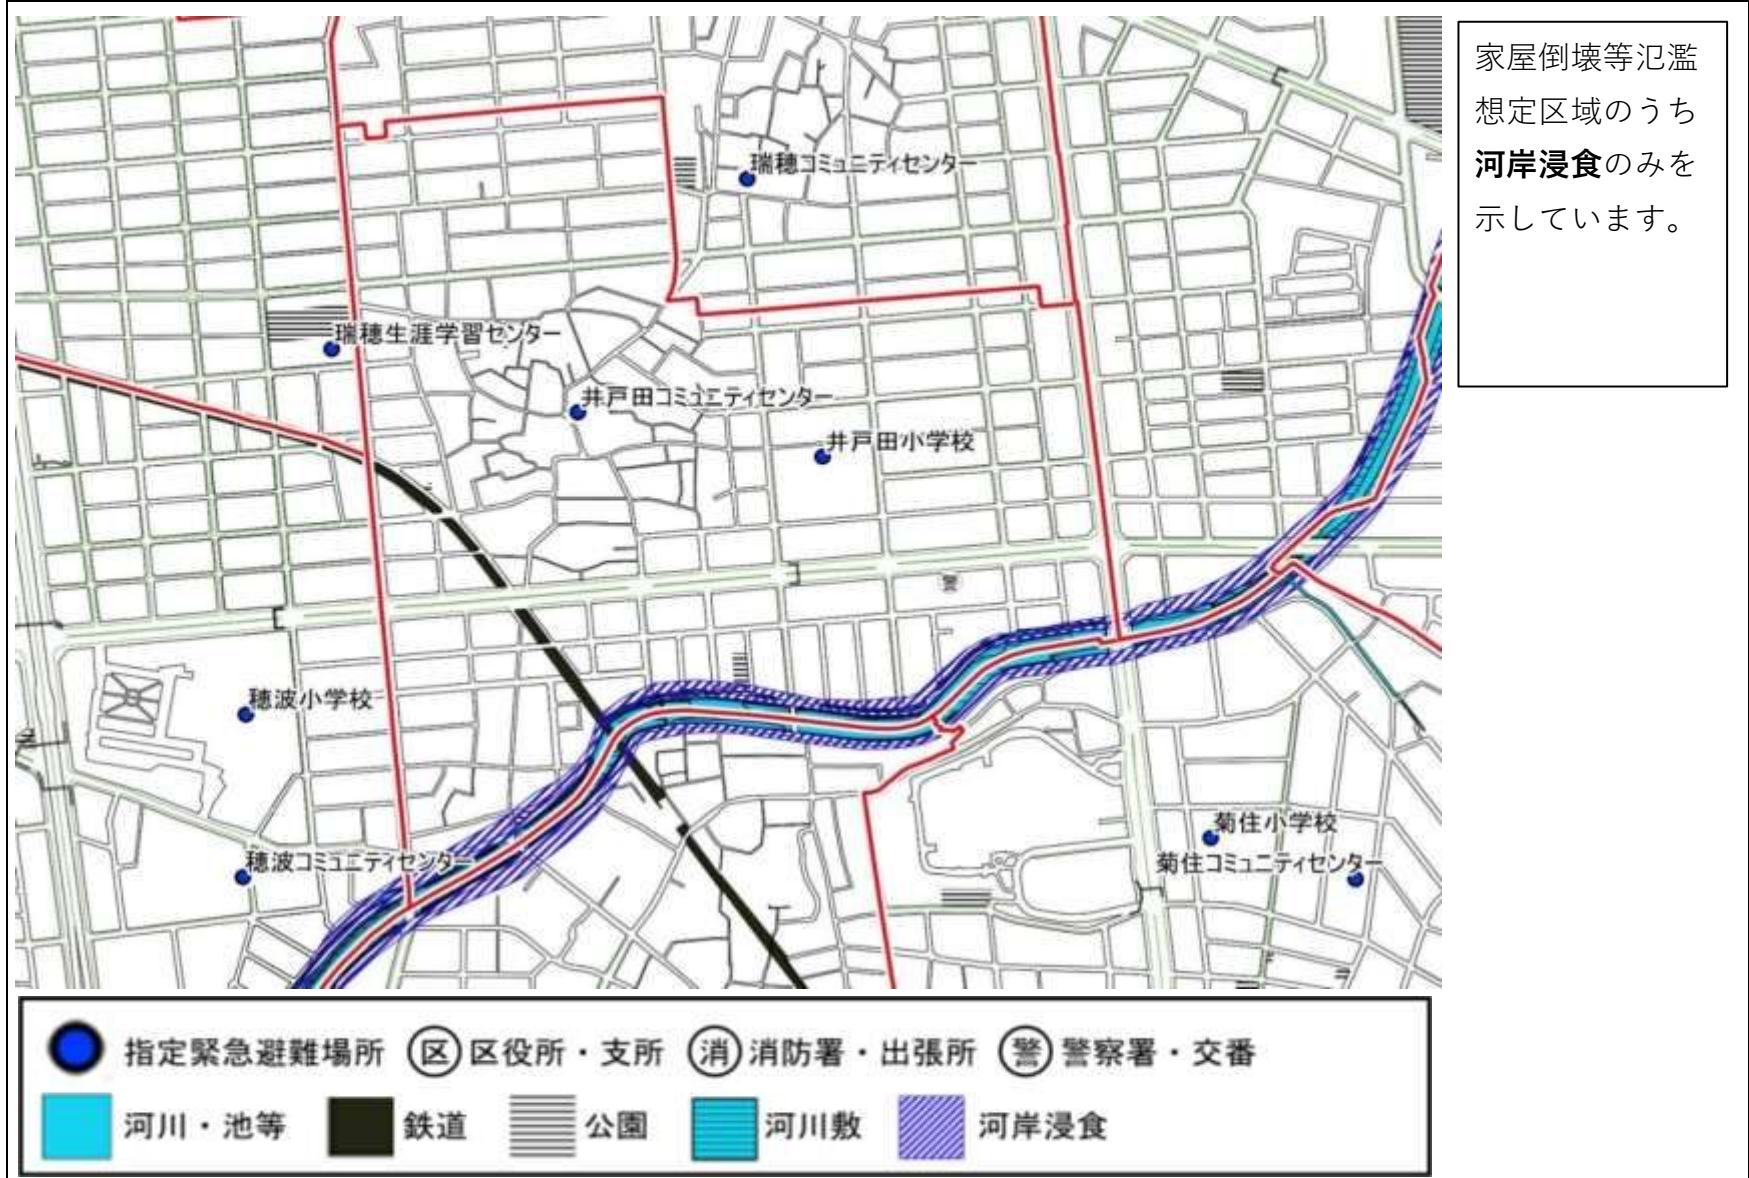 家屋倒壊等氾濫
想定区域のうち
河岸浸食のみを
示しています。
瑞穂コミュニティセンター
瑞穂生涯学習センター
井戸田コミュニティセンター
井戸田小学校
警
穂波小学校
菊住小学校
穂波コミュニティセンター
菊住コミュニティセンター
指定緊急避難場所 区 区役所・支所 消 消防署・出張所 警 警察署・交番
河川・池等 鉄道 公園 河川敷 河岸浸食